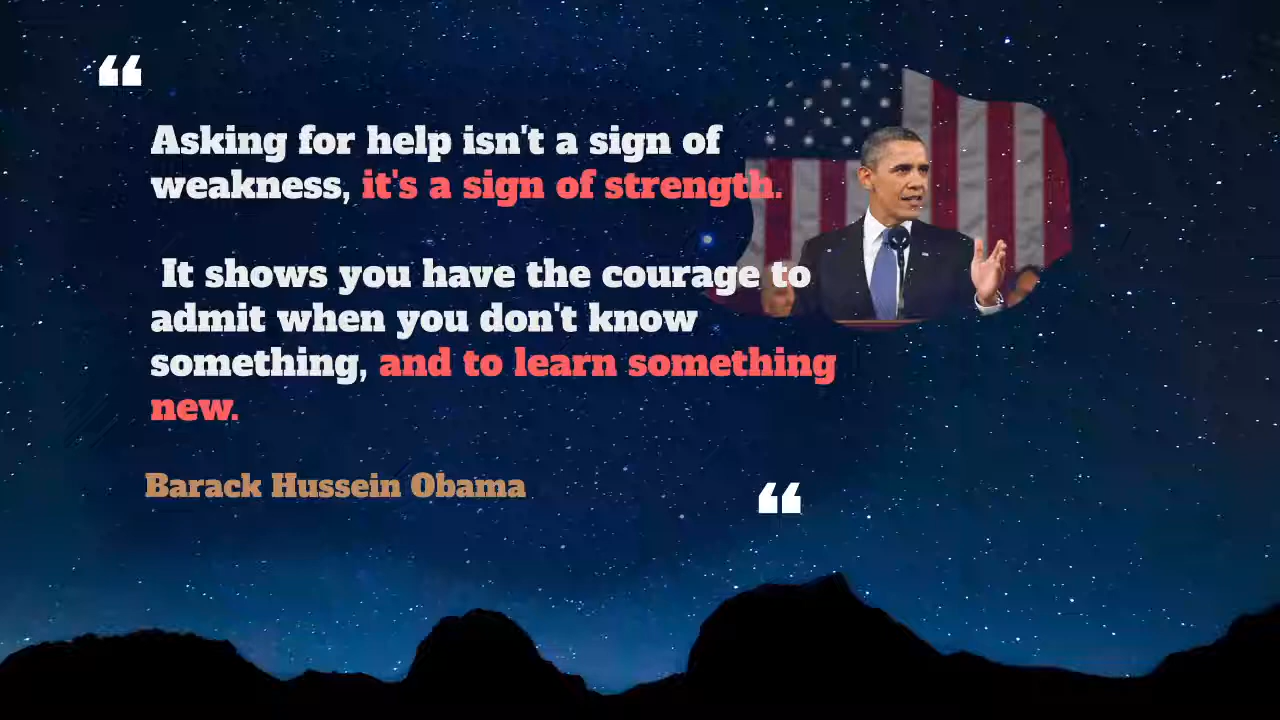 ❝
Asking for help isn't a sign of
weakness, it's a sign of strength.
It shows you have the courage to
admit when you don't know
something, and to learn something
new.
Barack Hussein Obama
❝